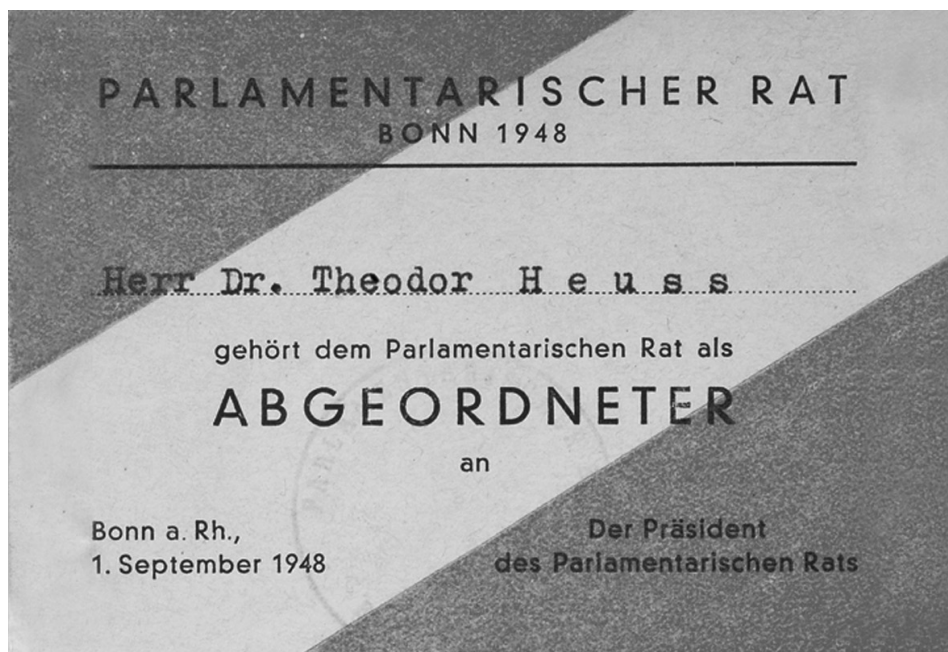 PARLAMENTARISCHER RAT
BONN 1948
Herr Dr. Theodor Heuss
gehört dem Parlamentarischen Rat als
ABGEORDNETER
an
Bonn a. Rh.,
1. September 1948
Der Präsident
des Parlamentarischen Rats